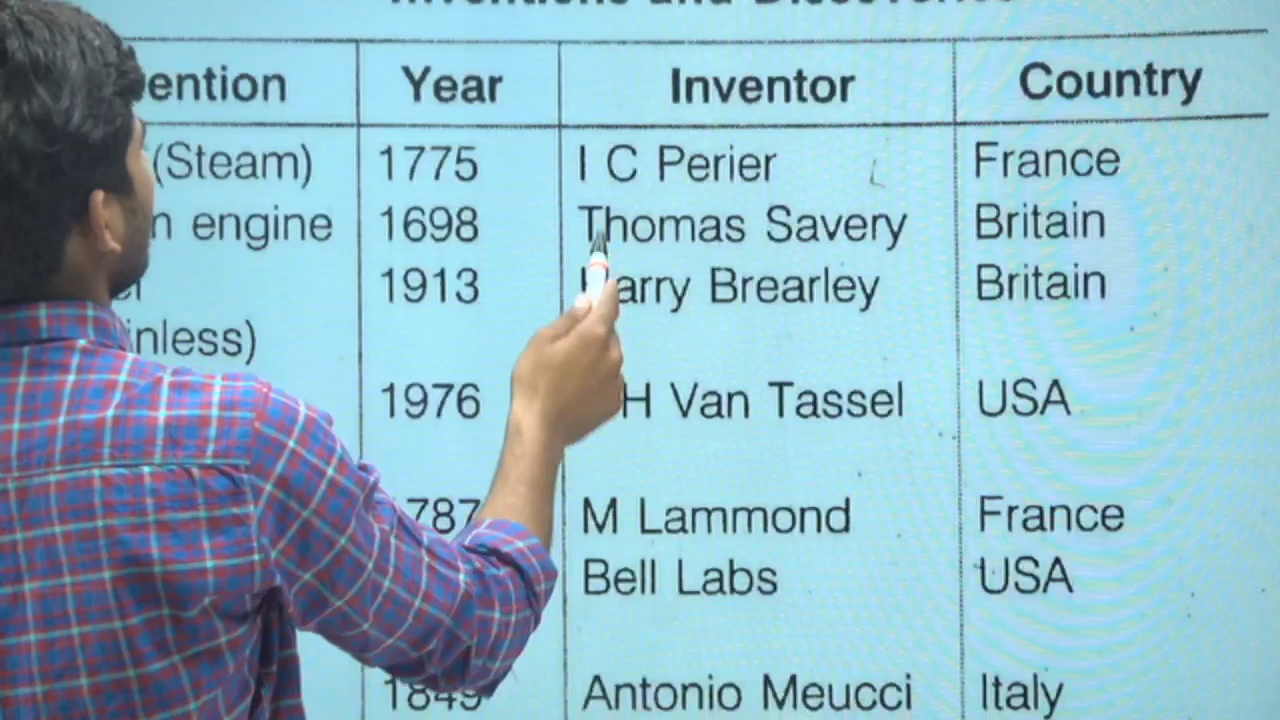 Inventions and Discoveries
ention Year Inventor Country
(Steam) 1775 I C Perier France
engine 1698 Thomas Savery Britain
1913 Harry Brearley Britain
inless)
1976 H Van Tassel USA
787 M Lammond France
Bell Labs USA
1849 Antonio Meucci Italy